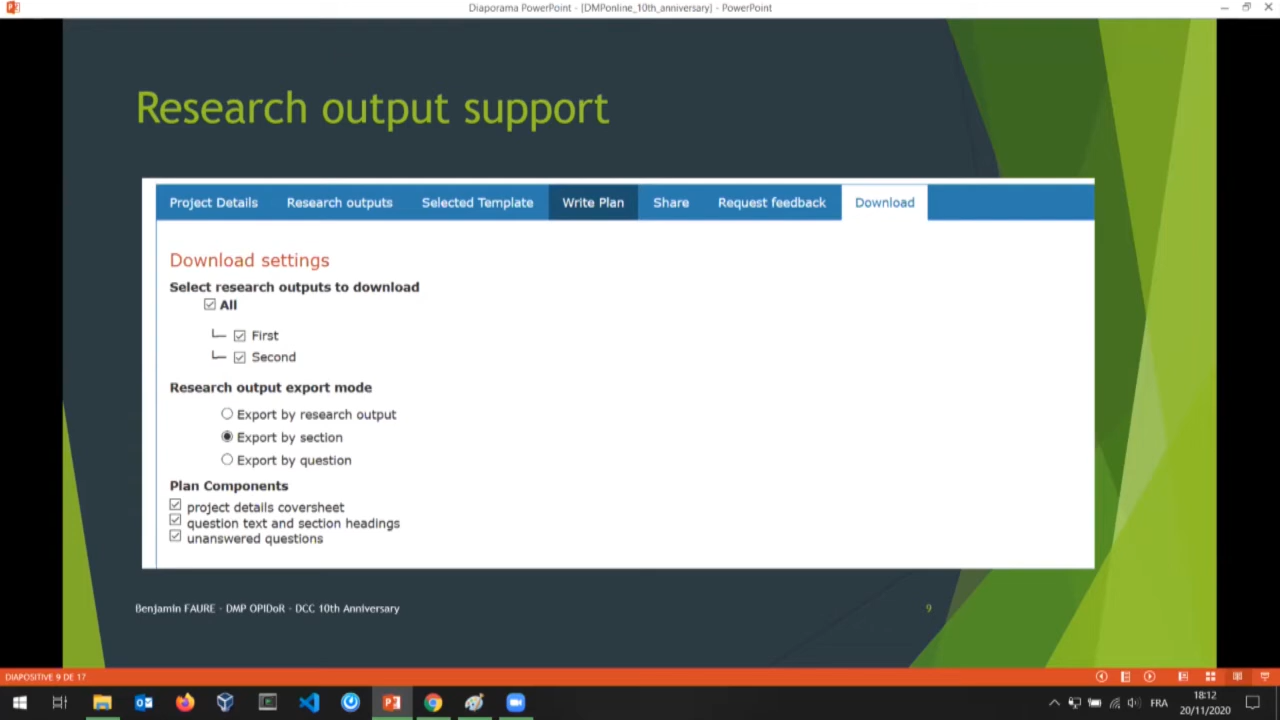 Diaporama PowerPoint - [DMPonline_10th_anniversary] - PowerPoint
Research output support
Project Details Research outputs Selected Template Write Plan Share Request feedback Download
Download settings
Select research outputs to download
All
First
Second
Research output export mode
Export by research output
Export by section
Export by question
Plan Components
project details coversheet
question text and section headings
unanswered questions
Benjamin FAURE - DMP OPIDoR - DCC 10th Anniversary
9
DIAPOSITIVE 9 DE 17
FRA
18:12
20/11/2020